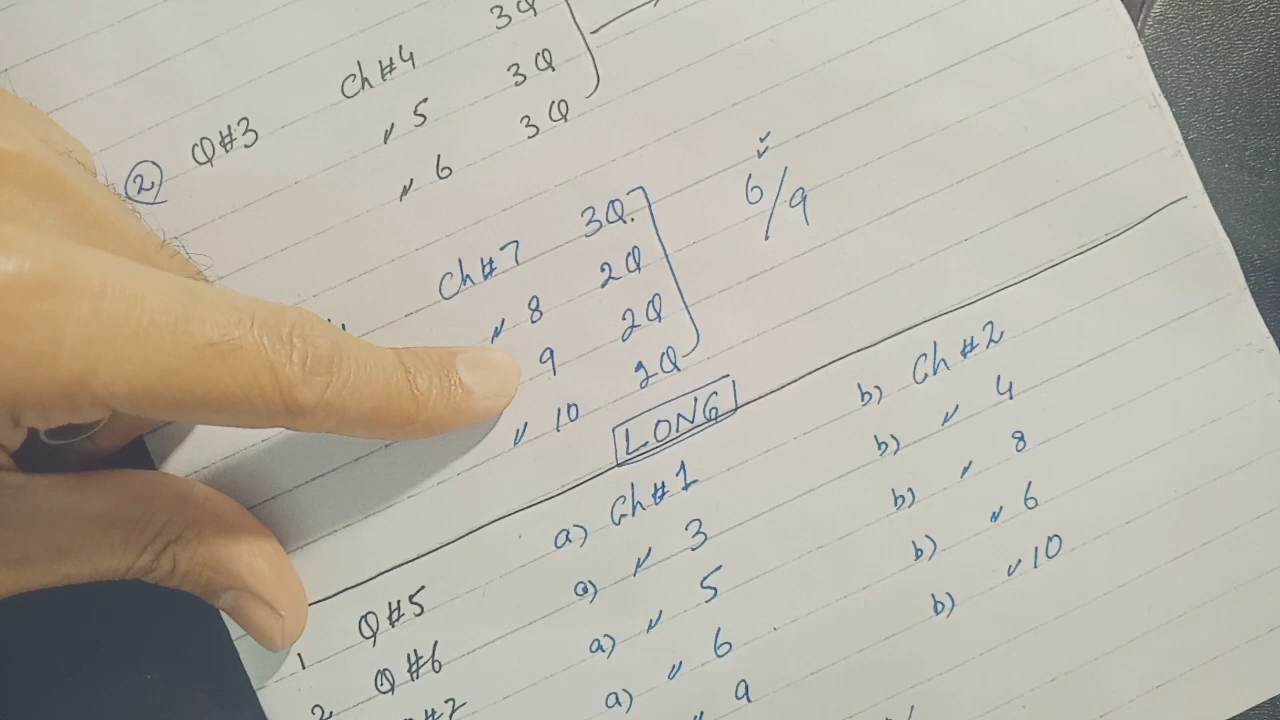 3Q
Ch #4 3Q
② Q#3 〃 5 3Q
〃 6
Ch #7 3Q.
〃 8 2Q
9 2Q
〃 10 2Q
6/9
LONG
Q#5 a) Ch #1 b) Ch #2
2 Q#6 a) 〃 3 b) 〃 4
a) 〃 5 b) 〃 8
a) 〃 6 b) 〃 6
〃 9 b) 〃 10